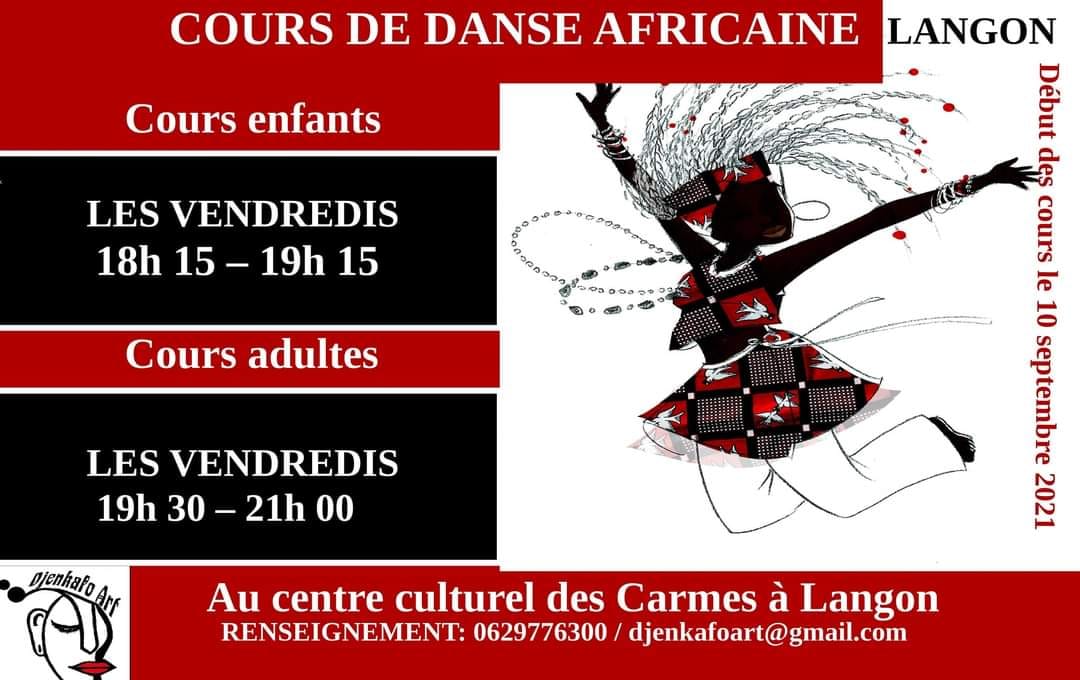 COURS DE DANSE AFRICAINE
LANGON
Cours enfants
LES VENDREDIS
18h 15 – 19h 15
Cours adultes
LES VENDREDIS
19h 30 – 21h 00
Début des cours le 10 septembre 2021
Djenkafo Art
Au centre culturel des Carmes à Langon
RENSEIGNEMENT: 0629776300 / djenkafoart@gmail.com